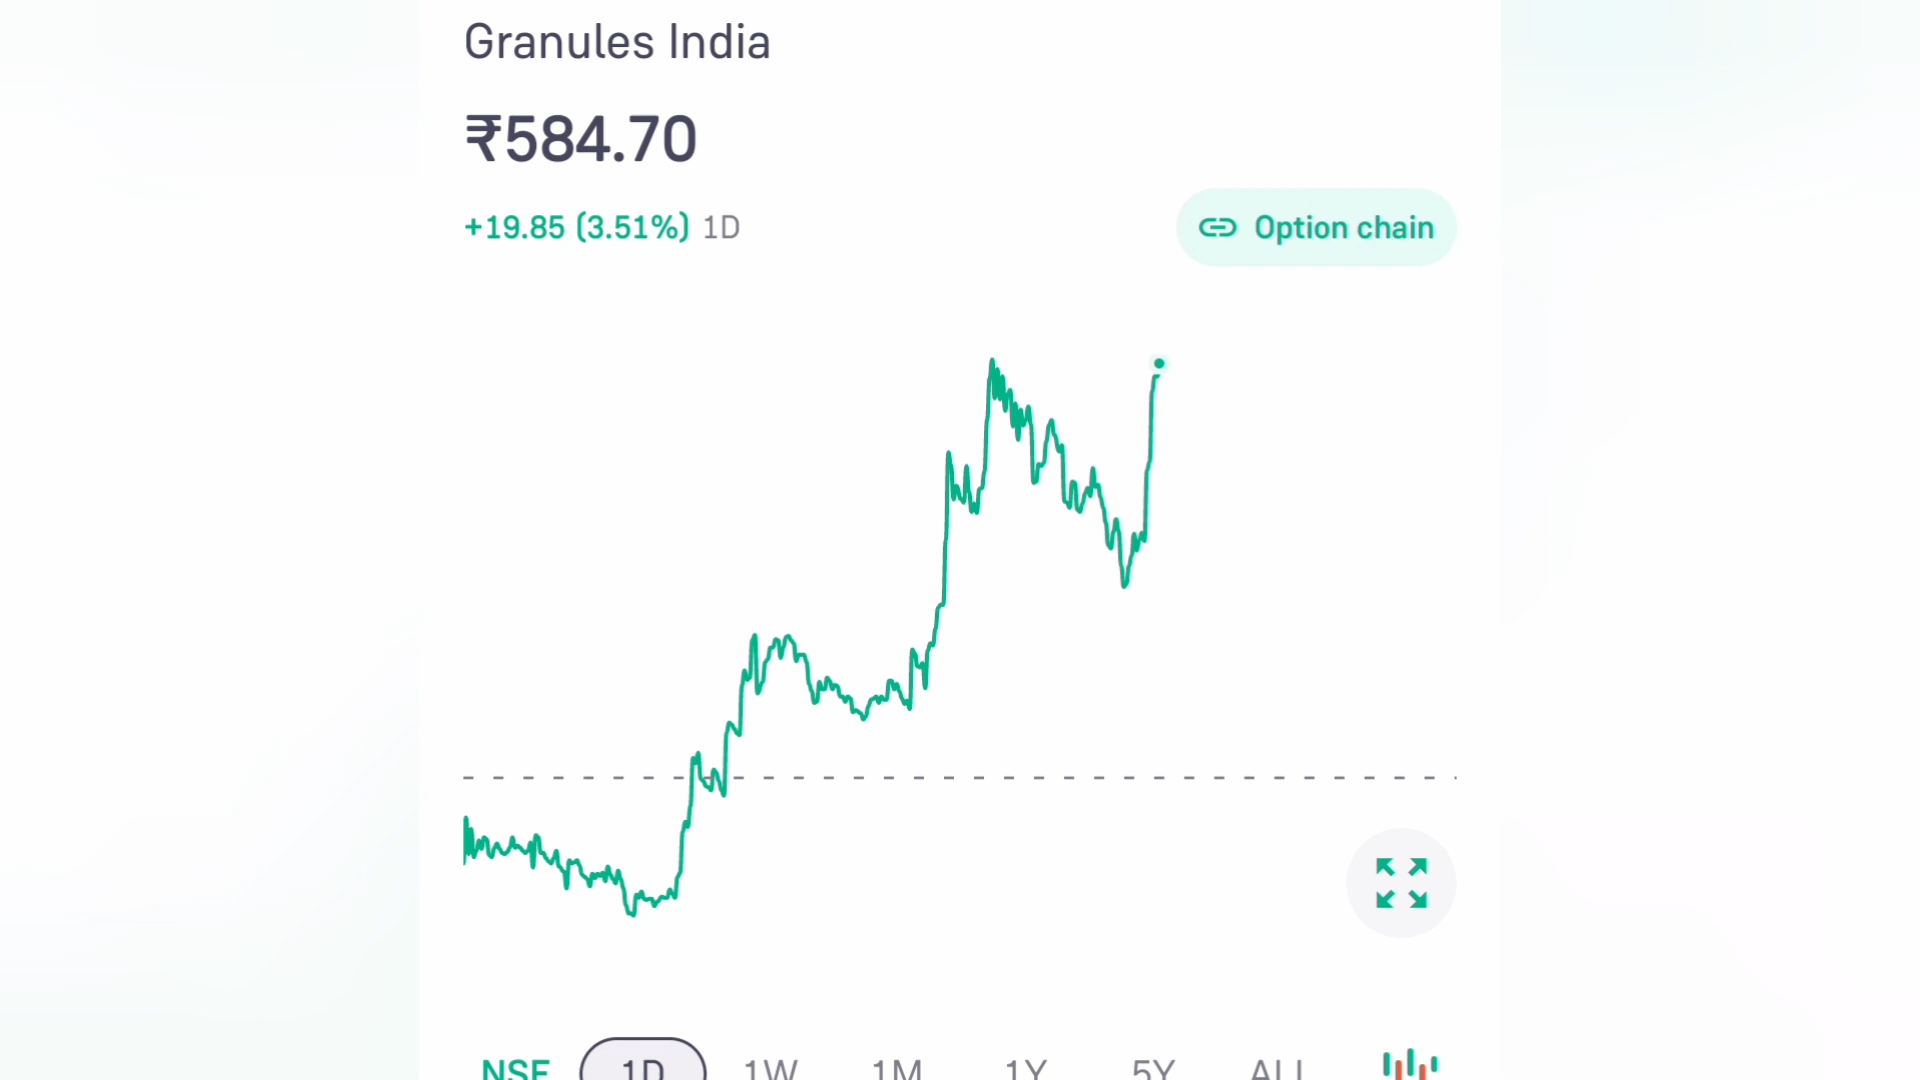 Granules India
₹584.70
+19.85 (3.51%) 1D
Option chain
NSE 1D 1W 1M 1Y 5Y ALL